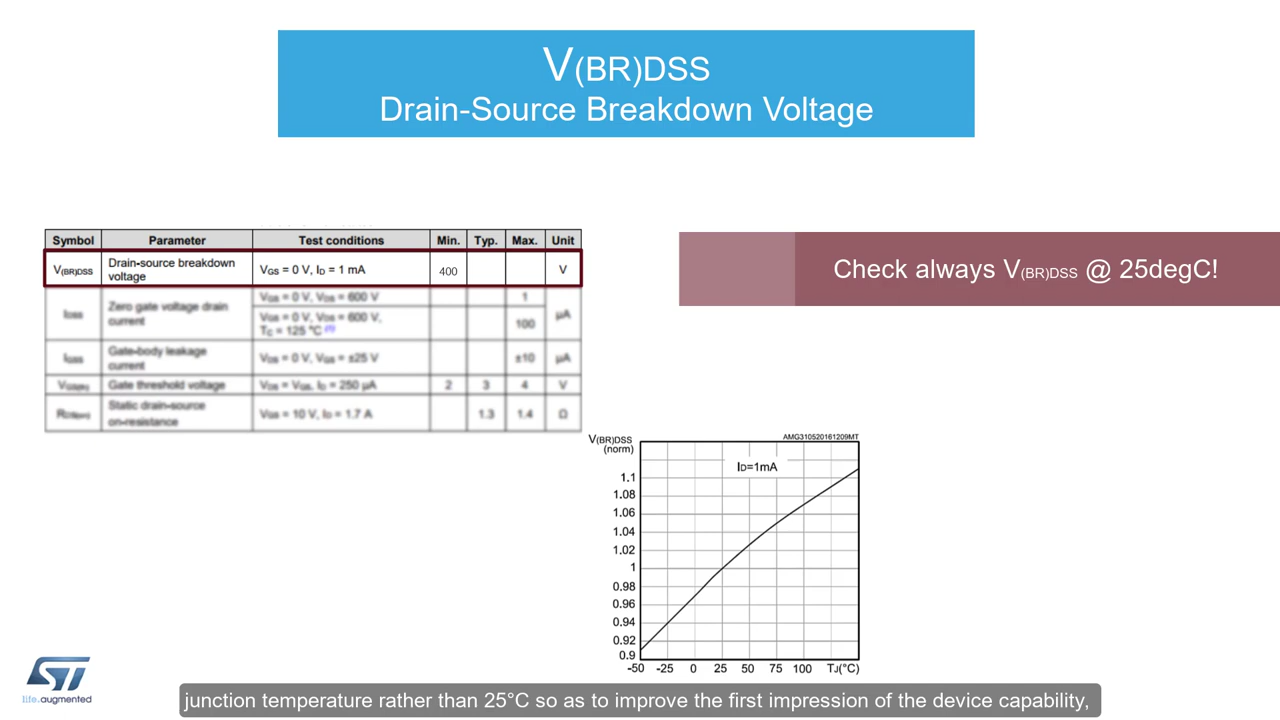 V(BR)DSS
Drain-Source Breakdown Voltage
Symbol Parameter Test conditions Min. Typ. Max. Unit
V(BR)DSS Drain-source breakdown voltage VGS = 0 V, ID = 1 mA 400 V
IDSS Zero gate voltage drain current VGS = 0 V, VDS = 600 V 1 µA
VGS = 0 V, VDS = 600 V, TC = 125 °C (1) 100
IGSS Gate-body leakage current VDS = 0 V, VGS = ±25 V ±10 µA
VGS(th) Gate threshold voltage VDS = VGS, ID = 250 µA 2 3 4 V
RDS(on) Static drain-source on-resistance VGS = 10 V, ID = 1.7 A 1.3 1.4 Ω
Check always V(BR)DSS @ 25degC!
V(BR)DSS
(norm)
AMG310520161209MT
ID=1mA
1.1
1.08
1.06
1.04
1.02
1
0.98
0.96
0.94
0.92
0.9
-50 -25 0 25 50 75 100 TJ(°C)
ST
life.augmented
junction temperature rather than 25°C so as to improve the first impression of the device capability,